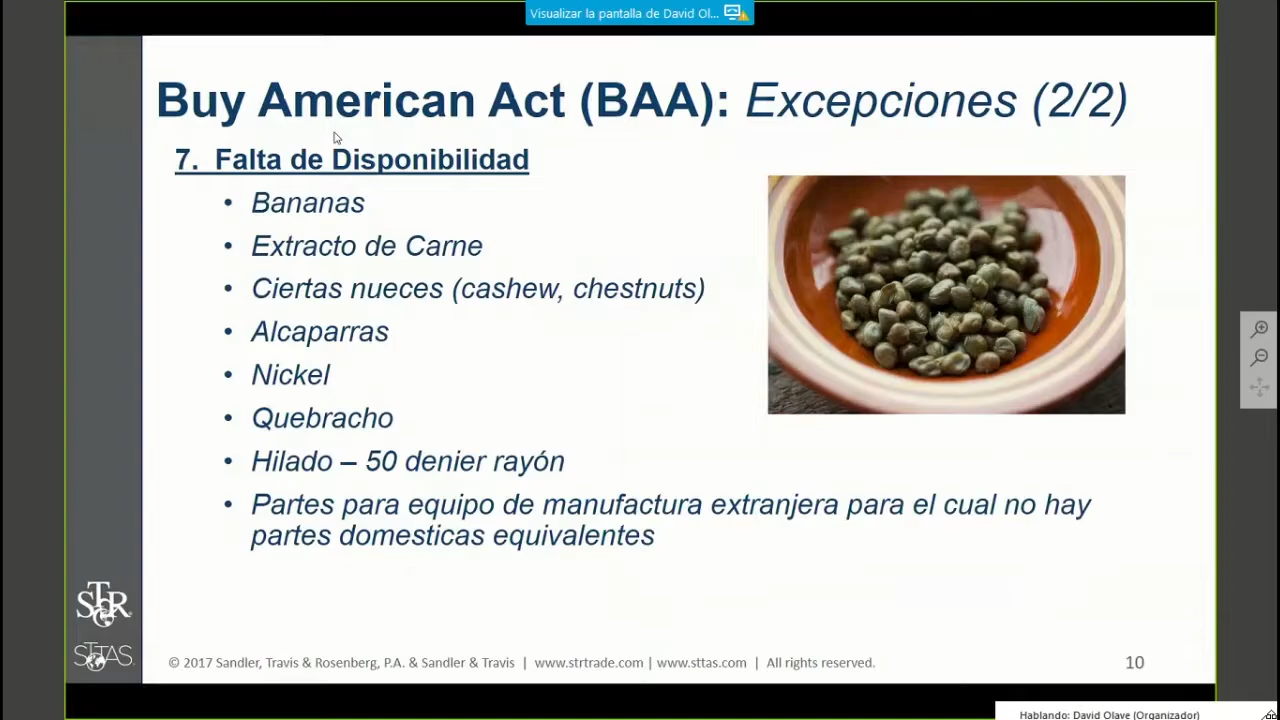 Visualizar la pantalla de David Ol...
Buy American Act (BAA): Excepciones (2/2)
7. Falta de Disponibilidad
• Bananas
• Extracto de Carne
• Ciertas nueces (cashew, chestnuts)
• Alcaparras
• Nickel
• Quebracho
• Hilado – 50 denier rayón
• Partes para equipo de manufactura extranjera para el cual no hay
partes domesticas equivalentes
ST&R
STTAS
© 2017 Sandler, Travis & Rosenberg, P.A. & Sandler & Travis | www.strtrade.com | www.sttas.com | All rights reserved.
10
Hablando: David Olave (Organizador)